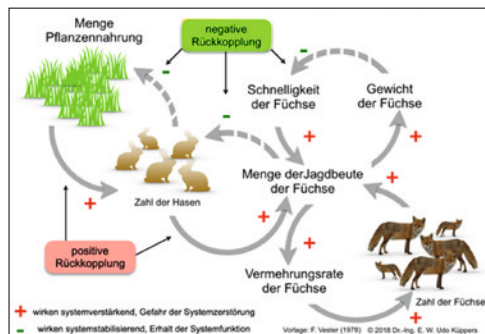 Menge
Pflanzennahrung
negative
Rückkopplung
Schnelligkeit
der Füchse
Gewicht
der Füchse
Zahl der Hasen
Menge derJagdbeute
der Füchse
positive
Rückkopplung
Vermehrungsrate
der Füchse
Zahl der Füchse
+ wirken systemverstärkend, Gefahr der Systemzerstörung
- wirken systemstabilisierend, Erhalt der Systemfunktion
Vorlage: F. Vester (1978) © 2018 Dr.-Ing. E. W. Udo Küppers